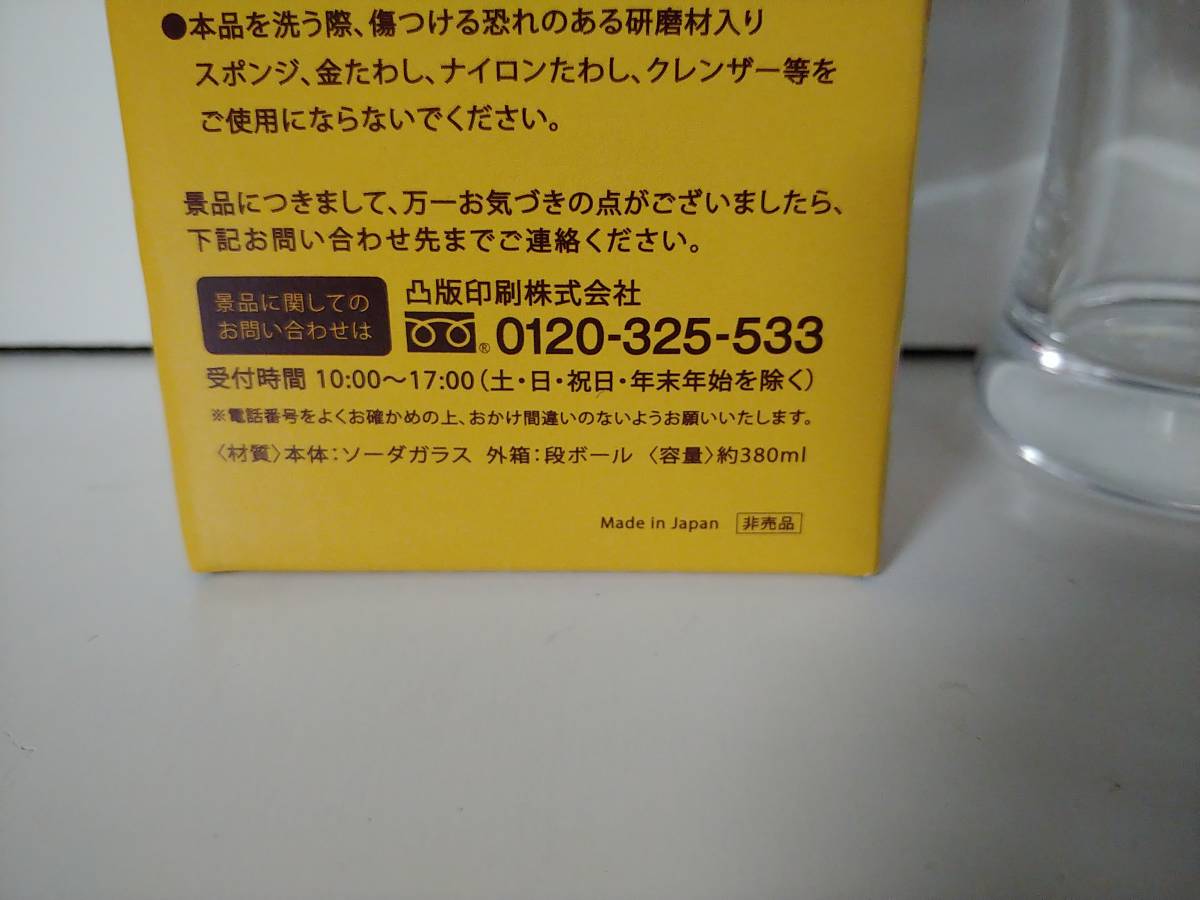 ●本品を洗う際、傷つける恐れのある研磨材入り
スポンジ、金たわし、ナイロンたわし、クレンザー等を
ご使用にならないでください。
景品につきまして、万一お気づきの点がございましたら、
下記お問い合わせ先までご連絡ください。
景品に関しての
お問い合わせは
凸版印刷株式会社
® 0120-325-533
受付時間 10:00～17:00（土・日・祝日・年末年始を除く）
※電話番号をよくお確かめの上、おかけ間違いのないようお願いいたします。
〈材質〉本体：ソーダガラス 外箱：段ボール 〈容量〉約380ml
Made in Japan 非売品